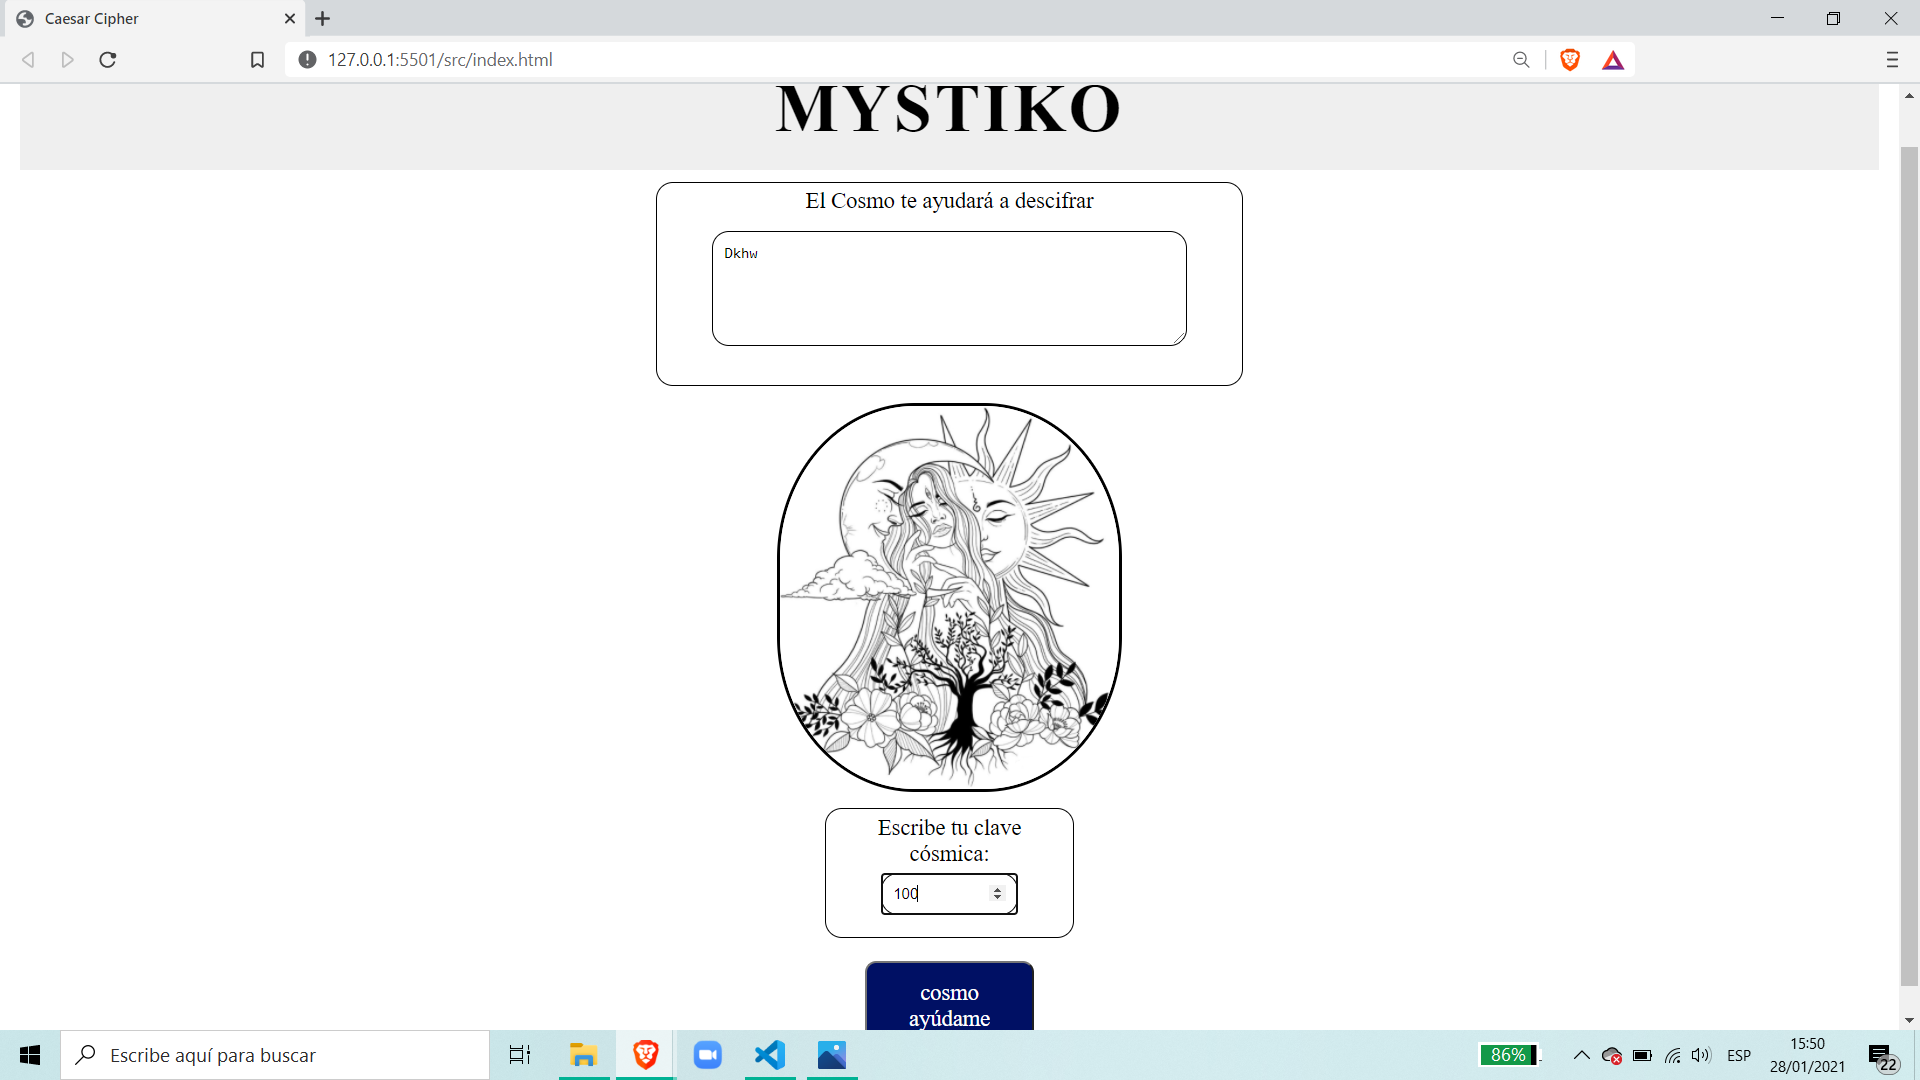 Caesar Cipher
127.0.0.1:5501/src/index.html
MYSTIKO
El Cosmo te ayudará a descifrar
Dkhw
Escribe tu clave
cósmica:
100
cosmo
ayúdame
Escribe aquí para buscar
86%
ESP
15:50
28/01/2021
22